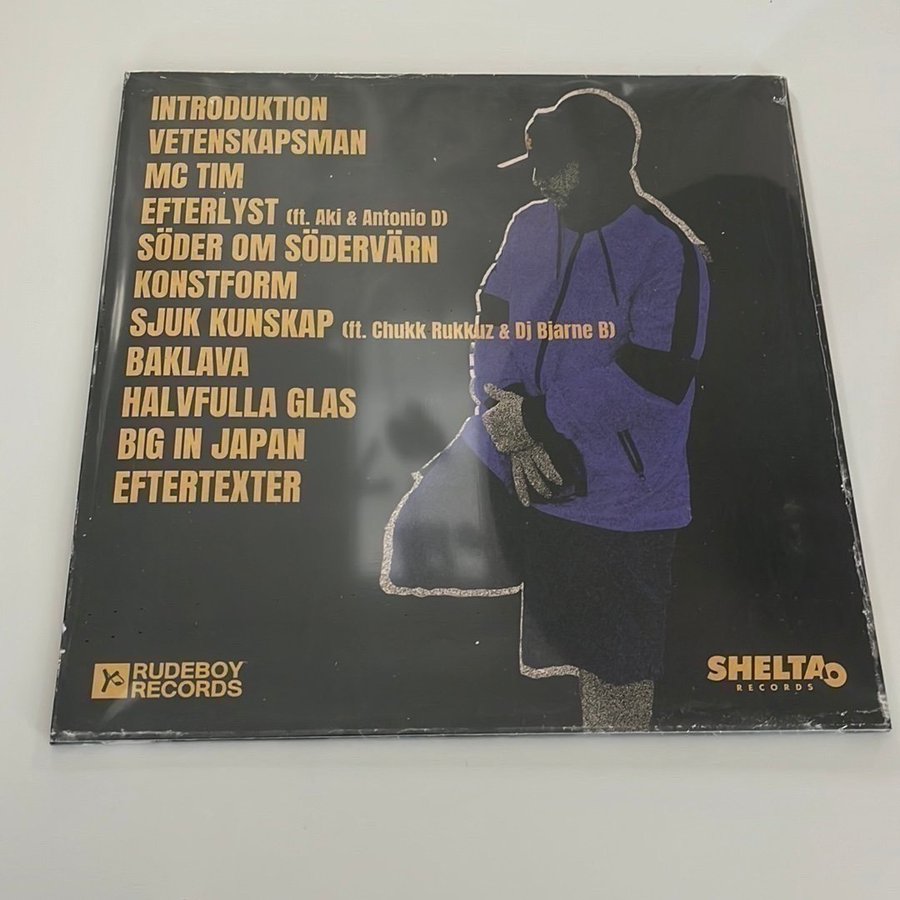 INTRODUKTION
VETENSKAPSMAN
MC TIM
EFTERLYST (ft. Aki & Antonio D)
SÖDER OM SÖDERVÄRN
KONSTFORM
SJUK KUNSKAP (ft. Chukk Rukkuz & Dj Bjarne B)
BAKLAVA
HALVFULLA GLAS
BIG IN JAPAN
EFTERTEXTER
RUDEBOY
RECORDS
SHELTA
RECORDS